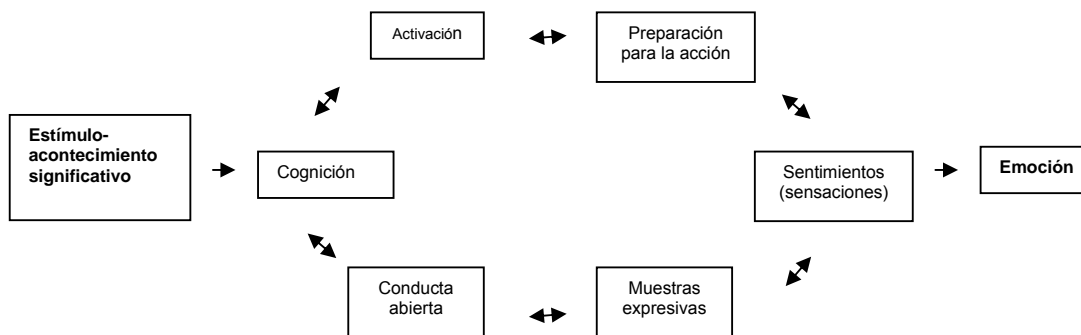 Activación
Preparación
para la acción
Estímulo-
acontecimiento
significativo
Cognición
Sentimientos
(sensaciones)
Emoción
Conducta
abierta
Muestras
expresivas